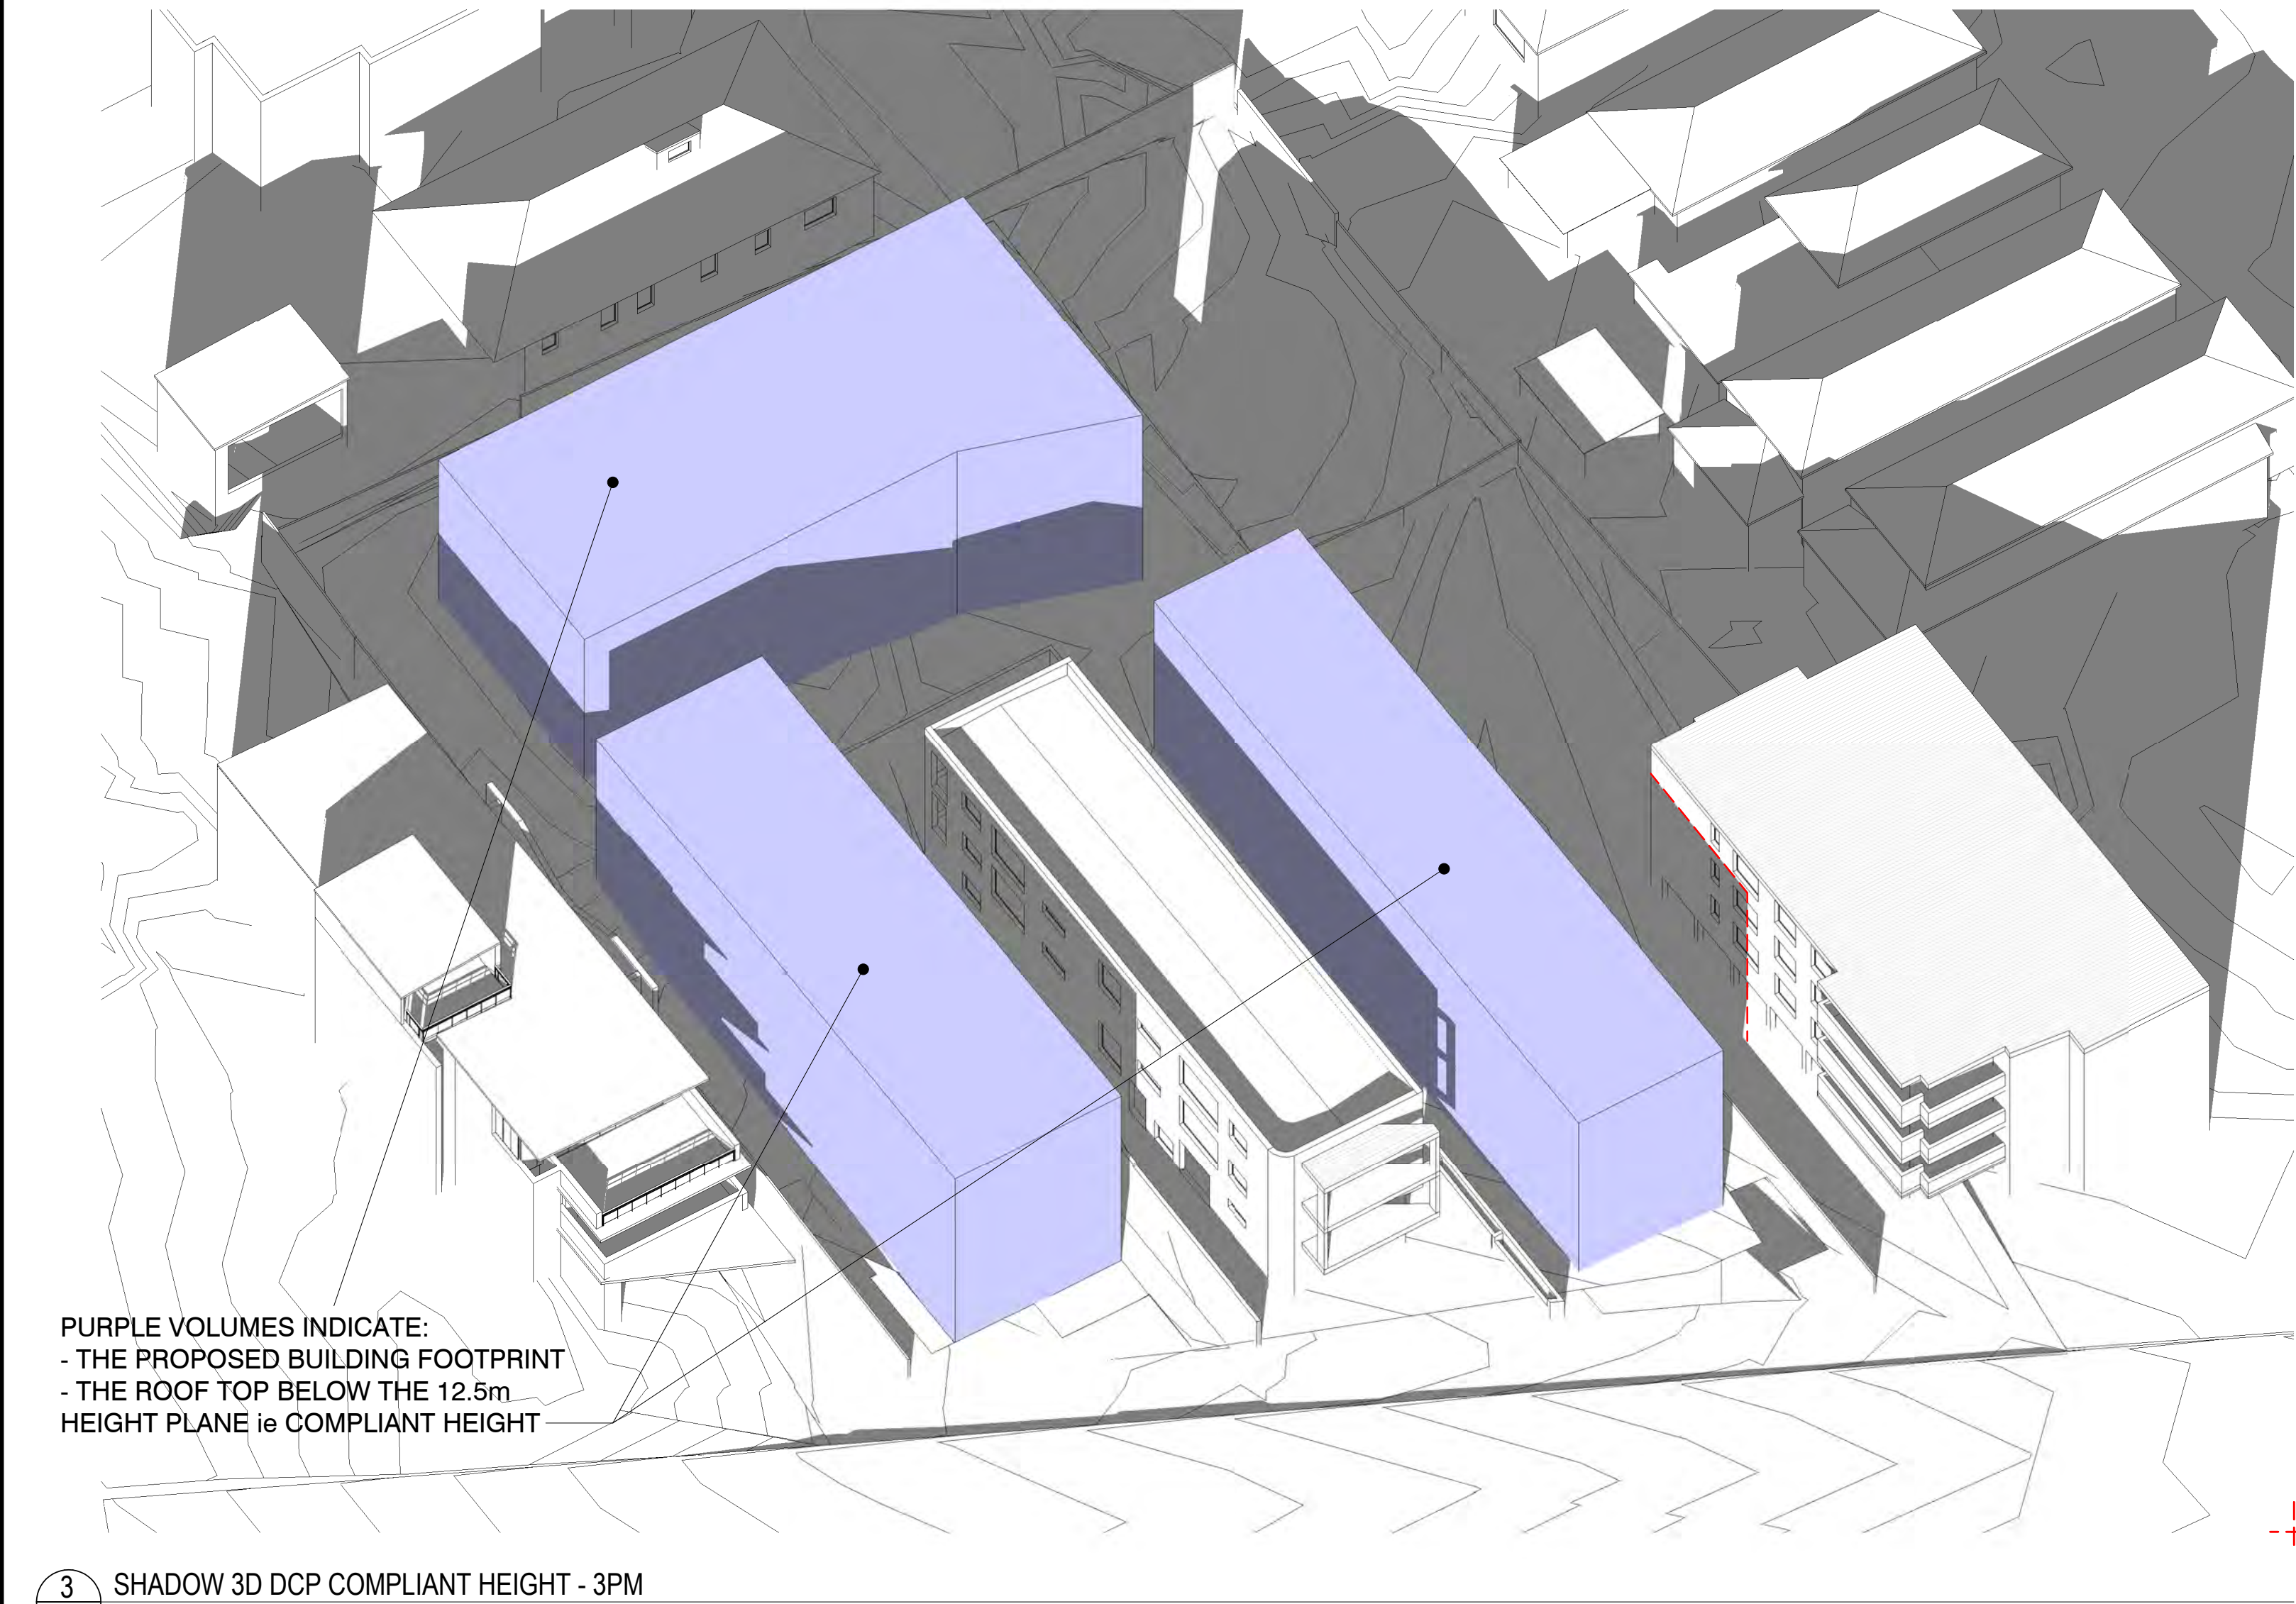 PURPLE VOLUMES INDICATE:
- THE PROPOSED BUILDING FOOTPRINT
- THE ROOF TOP BELOW THE 12.5m
HEIGHT PLANE ie COMPLIANT HEIGHT
3 SHADOW 3D DCP COMPLIANT HEIGHT - 3PM